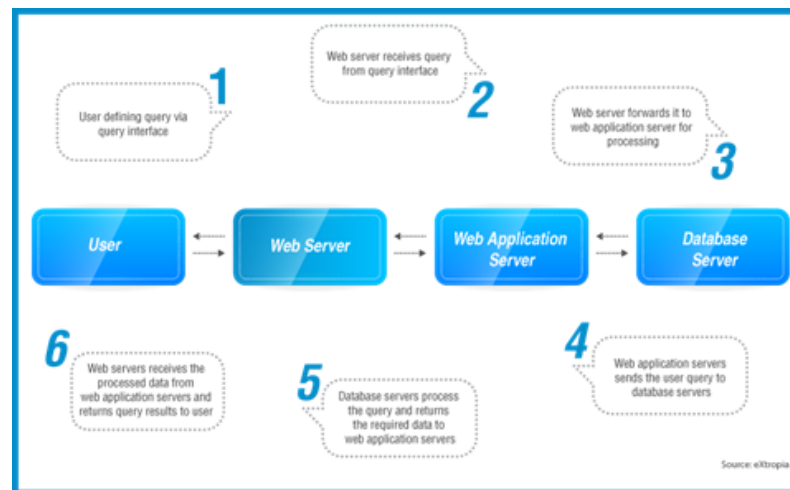 1
User defining query via
query interface
Web server receives query
from query interface
2
Web server forwards it to
web application server for
processing
3
User
Web Server
Web Application
Server
Database
Server
6
Web servers receives the
processed data from
web application servers and
returns query results to user
5
Database servers process
the query and returns
the required data to
web application servers
4
Web application servers
sends the user query to
database servers
Source: eXtropia